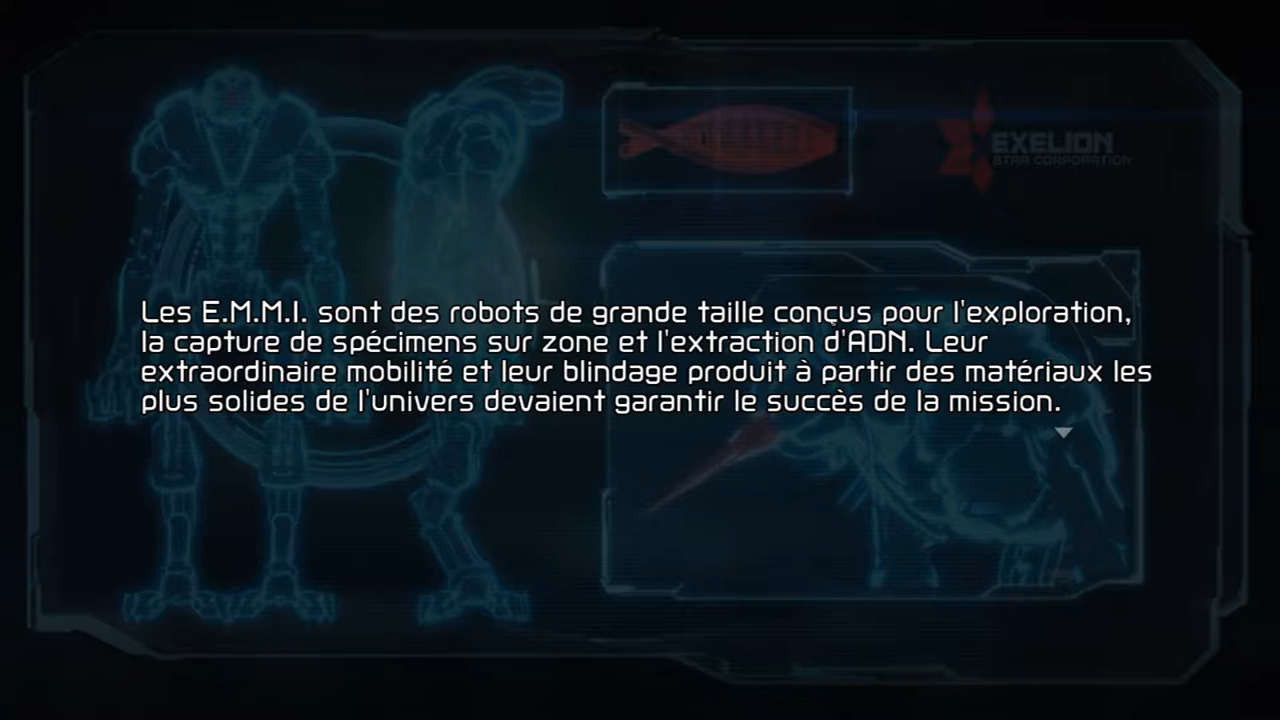 EXELION
STAR CORPORATION
Les E.M.M.I. sont des robots de grande taille conçus pour l'exploration,
la capture de spécimens sur zone et l'extraction d'ADN. Leur
extraordinaire mobilité et leur blindage produit à partir des matériaux les
plus solides de l'univers devaient garantir le succès de la mission.